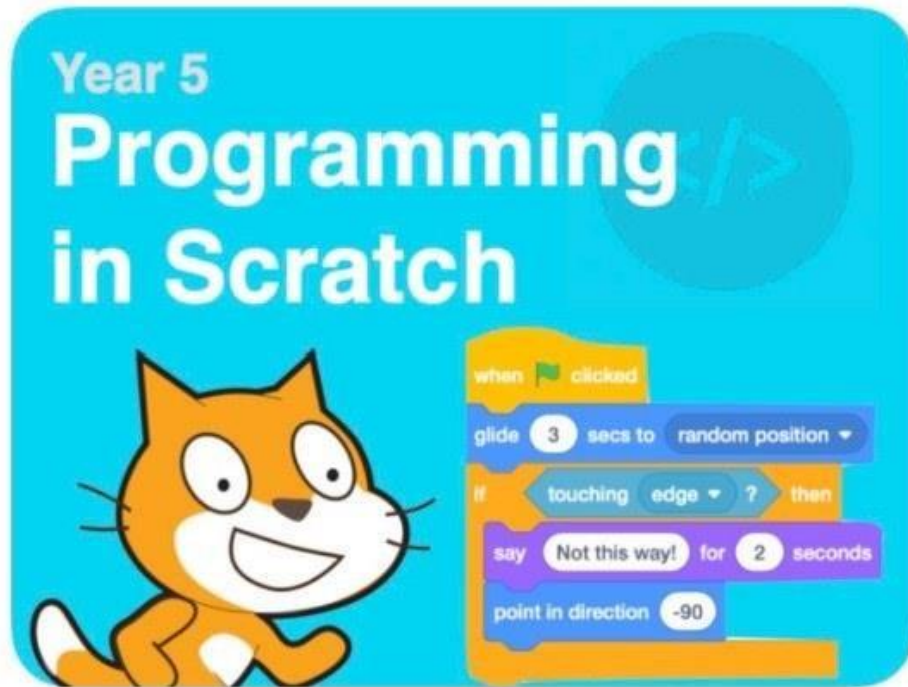 Year 5
Programming
</>
in Scratch
when clicked
glide 3 secs to random position
if touching edge ? then
say Not this way! for 2 seconds
point in direction -90